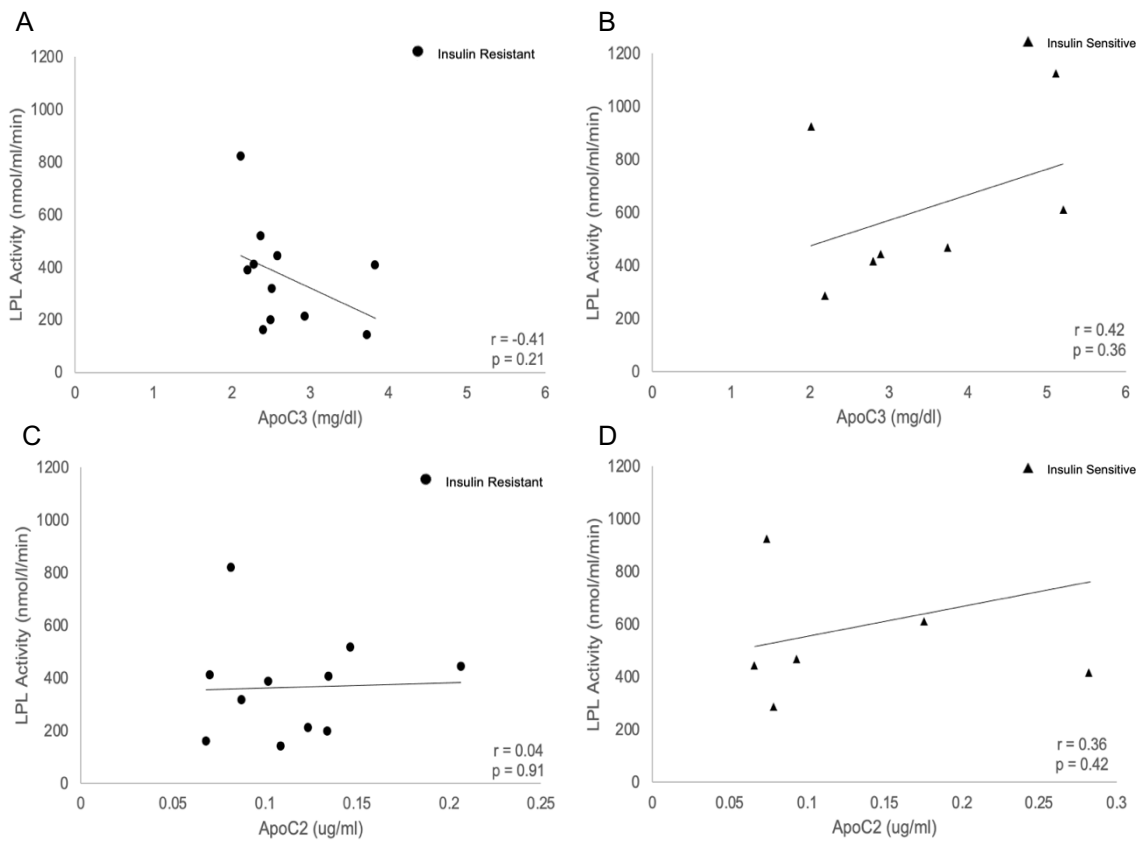 A
Insulin Resistant
1200
1000
800
600
400
200
0
0 1 2 3 4 5 6
LPL Activity (nmol/ml/min)
ApoC3 (mg/dl)
r = -0.41
p = 0.21
B
Insulin Sensitive
1200
1000
800
600
400
200
0
0 1 2 3 4 5 6
LPL Activity (nmol/ml/min)
ApoC3 (mg/dl)
r = 0.42
p = 0.36
C
Insulin Resistant
1200
1000
800
600
400
200
0
0 0.05 0.1 0.15 0.2 0.25
LPL Activity (nmol/l/min)
ApoC2 (ug/ml)
r = 0.04
p = 0.91
D
Insulin Sensitive
1200
1000
800
600
400
200
0
0 0.05 0.1 0.15 0.2 0.25 0.3
LPL Activity (nmol/ml/min)
ApoC2 (ug/ml)
r = 0.36
p = 0.42